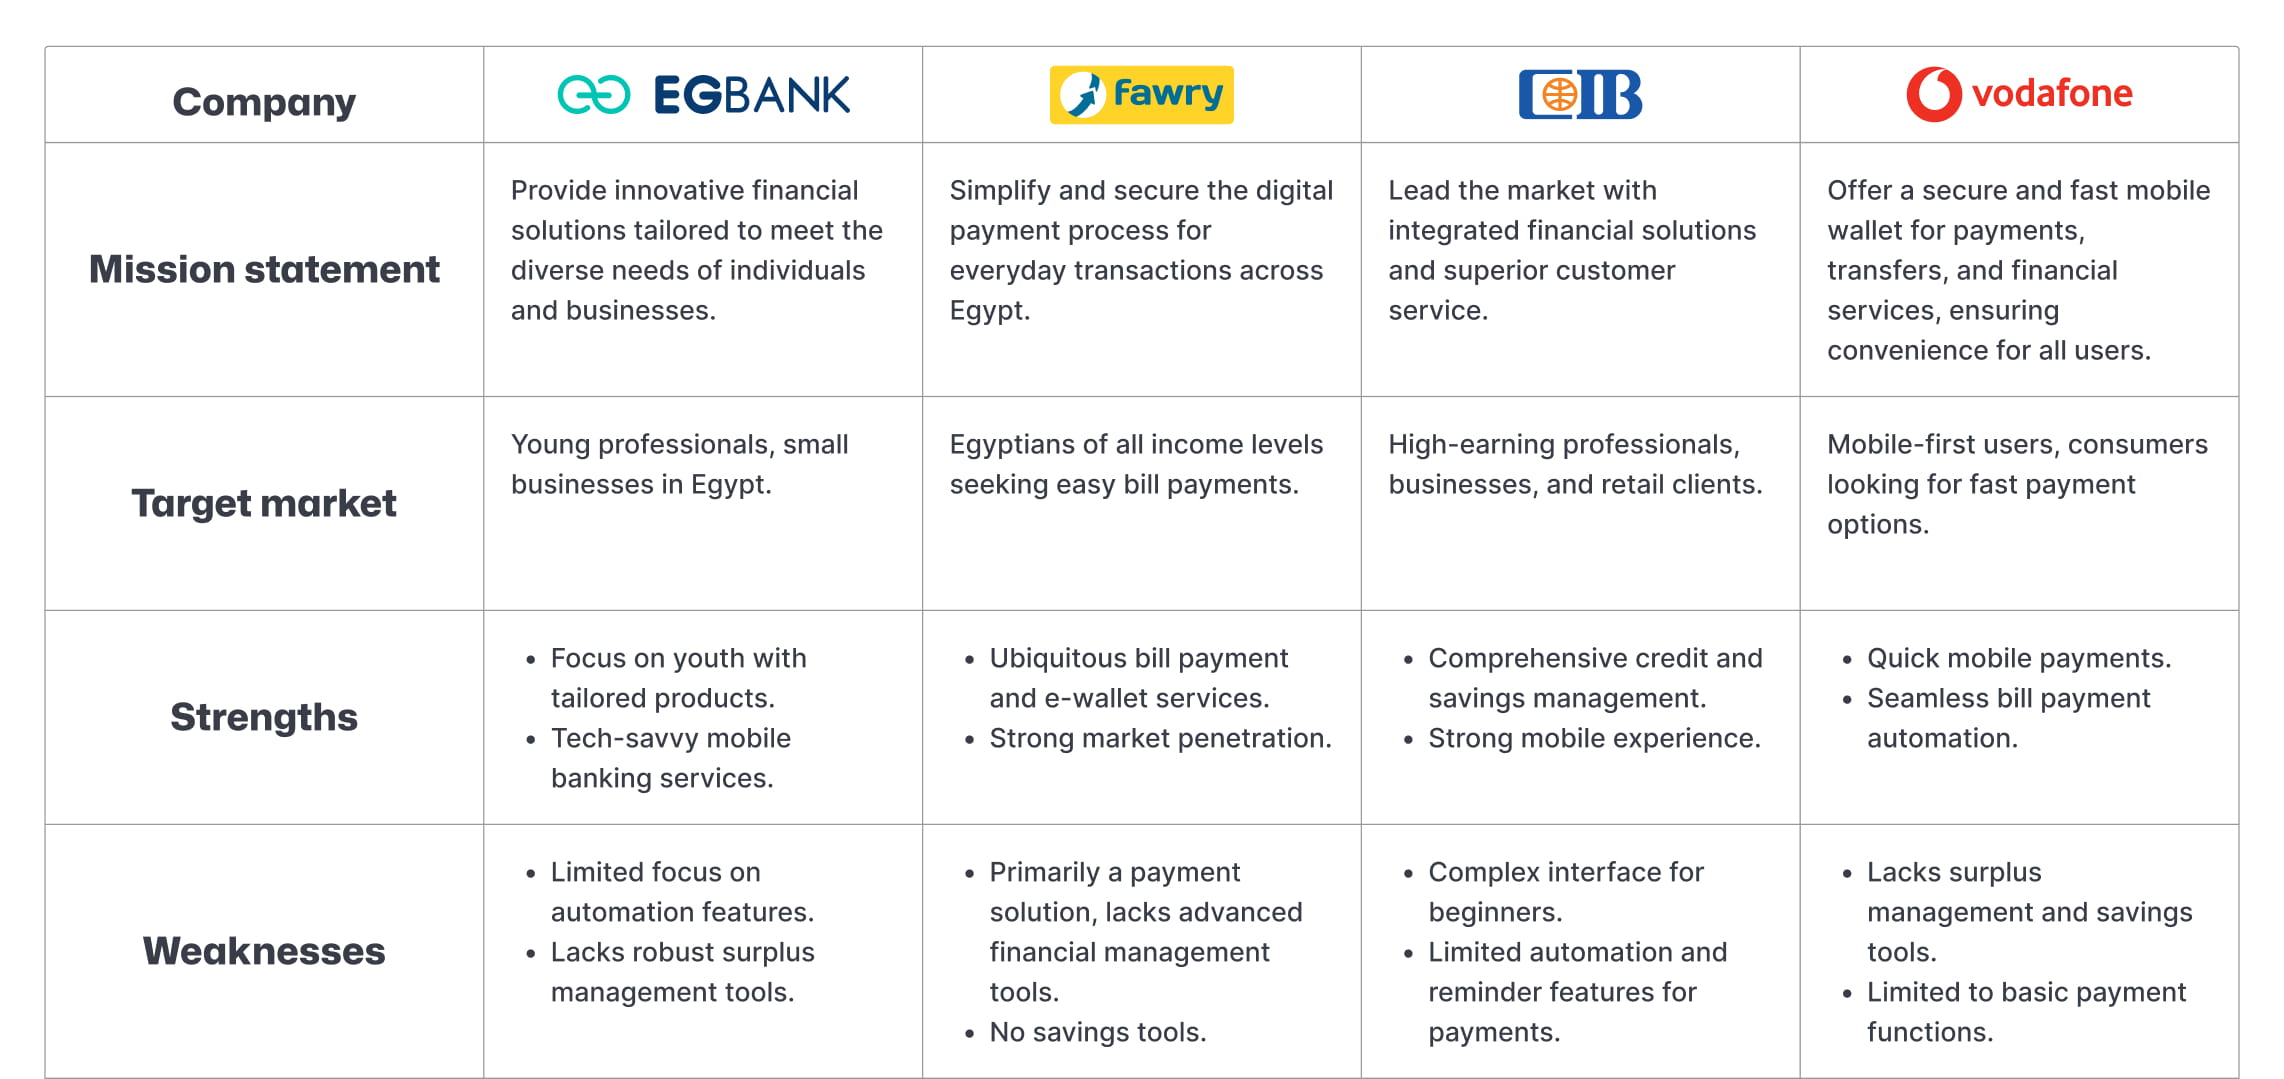 Company
EGBANK
fawry
CIB
vodafone
Mission statement
Provide innovative financial
solutions tailored to meet the
diverse needs of individuals
and businesses.
Simplify and secure the digital
payment process for
everyday transactions across
Egypt.
Lead the market with
integrated financial solutions
and superior customer
service.
Offer a secure and fast mobile
wallet for payments,
transfers, and financial
services, ensuring
convenience for all users.
Target market
Young professionals, small
businesses in Egypt.
Egyptians of all income levels
seeking easy bill payments.
High-earning professionals,
businesses, and retail clients.
Mobile-first users, consumers
looking for fast payment
options.
Strengths
• Focus on youth with
tailored products.
• Tech-savvy mobile
banking services.
• Ubiquitous bill payment
and e-wallet services.
• Strong market penetration.
• Comprehensive credit and
savings management.
• Strong mobile experience.
• Quick mobile payments.
• Seamless bill payment
automation.
Weaknesses
• Limited focus on
automation features.
• Lacks robust surplus
management tools.
• Primarily a payment
solution, lacks advanced
financial management
tools.
• No savings tools.
• Complex interface for
beginners.
• Limited automation and
reminder features for
payments.
• Lacks surplus
management and savings
tools.
• Limited to basic payment
functions.